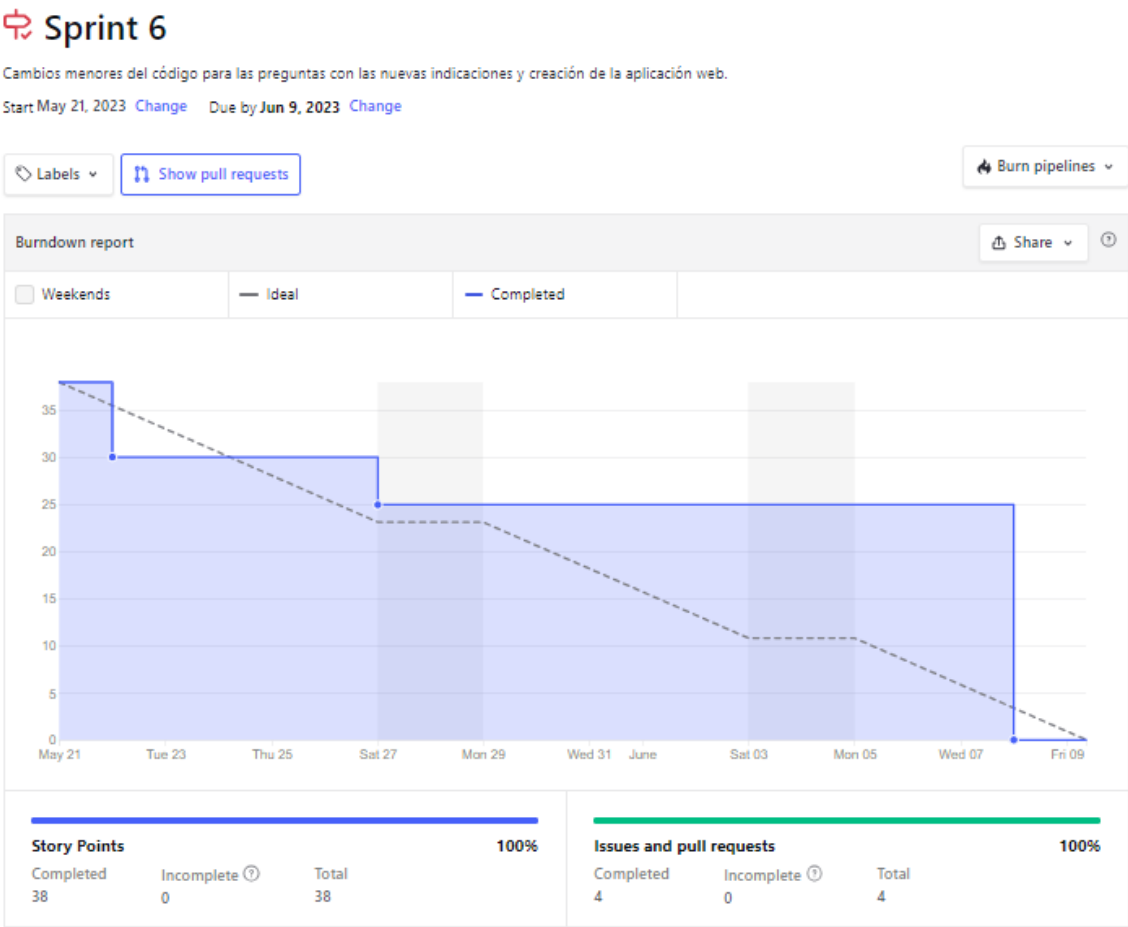 Sprint 6
Cambios menores del código para las preguntas con las nuevas indicaciones y creación de la aplicación web.
Start May 21, 2023 Change Due by Jun 9, 2023 Change
Labels Show pull requests Burn pipelines
Burndown report Share
Weekends Ideal Completed
35
30
25
20
15
10
5
0
May 21 Tue 23 Thu 25 Sat 27 Mon 29 Wed 31 June Sat 03 Mon 05 Wed 07 Fri 09
Story Points 100%
Completed Incomplete ? Total
38 0 38
Issues and pull requests 100%
Completed Incomplete ? Total
4 0 4